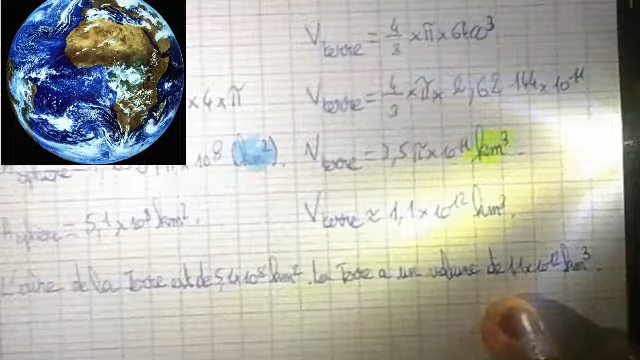 V terre = 4/3 × π × 6400³
× 4 × π
V terre = 4/3 × π × 2,62 144 × 10¹¹
× 10⁸ (km²).
V terre = 3,5 π × 10¹¹ km³
= 5,1 × 10⁸ km².
V terre ≈ 1,1 × 10¹² km³.
L'aire de la Terre est de 5,1×10⁸ km². La Terre a un volume de 1,1×10¹² km³.